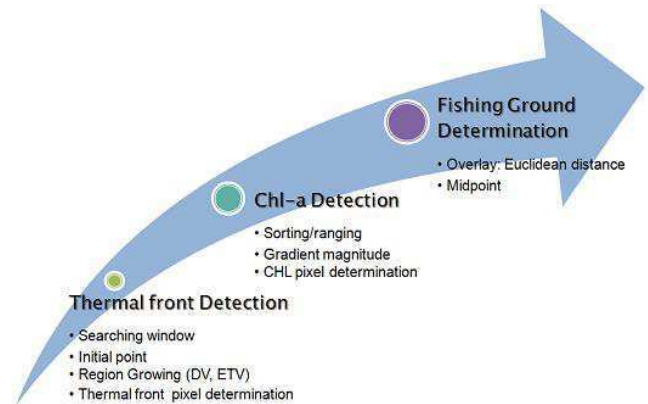 Fishing Ground
Determination
• Overlay: Euclidean distance
• Midpoint
Chl-a Detection
• Sorting/ranging
• Gradient magnitude
• CHL pixel determination
Thermal front Detection
• Searching window
• Initial point
• Region Growing (DV, ETV)
• Thermal front pixel determination